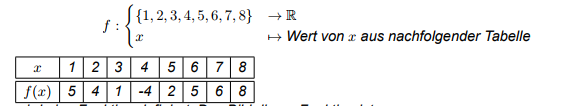 f : { {1, 2, 3, 4, 5, 6, 7, 8} → ℝ
x ↦ Wert von x aus nachfolgender Tabelle
x 1 2 3 4 5 6 7 8
f(x) 5 4 1 -4 2 5 6 8